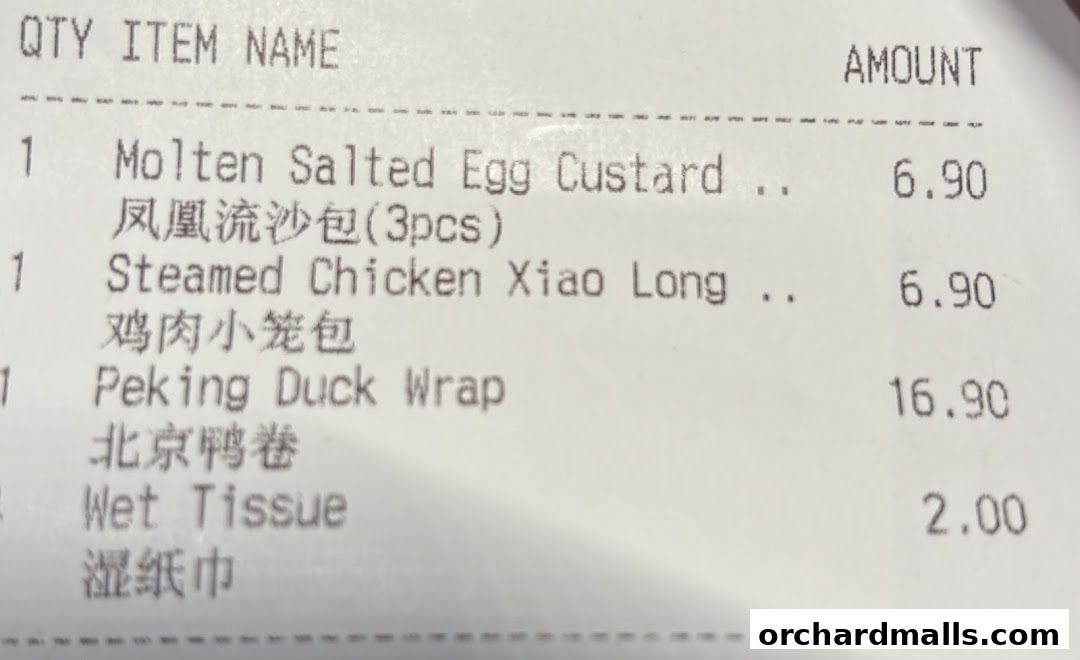 QTY ITEM NAME AMOUNT
1 Molten Salted Egg Custard .. 6.90
凤凰流沙包(3pcs)
1 Steamed Chicken Xiao Long .. 6.90
鸡肉小笼包
1 Peking Duck Wrap 16.90
北京鸭卷
Wet Tissue 2.00
湿纸巾
orchardmalls.com